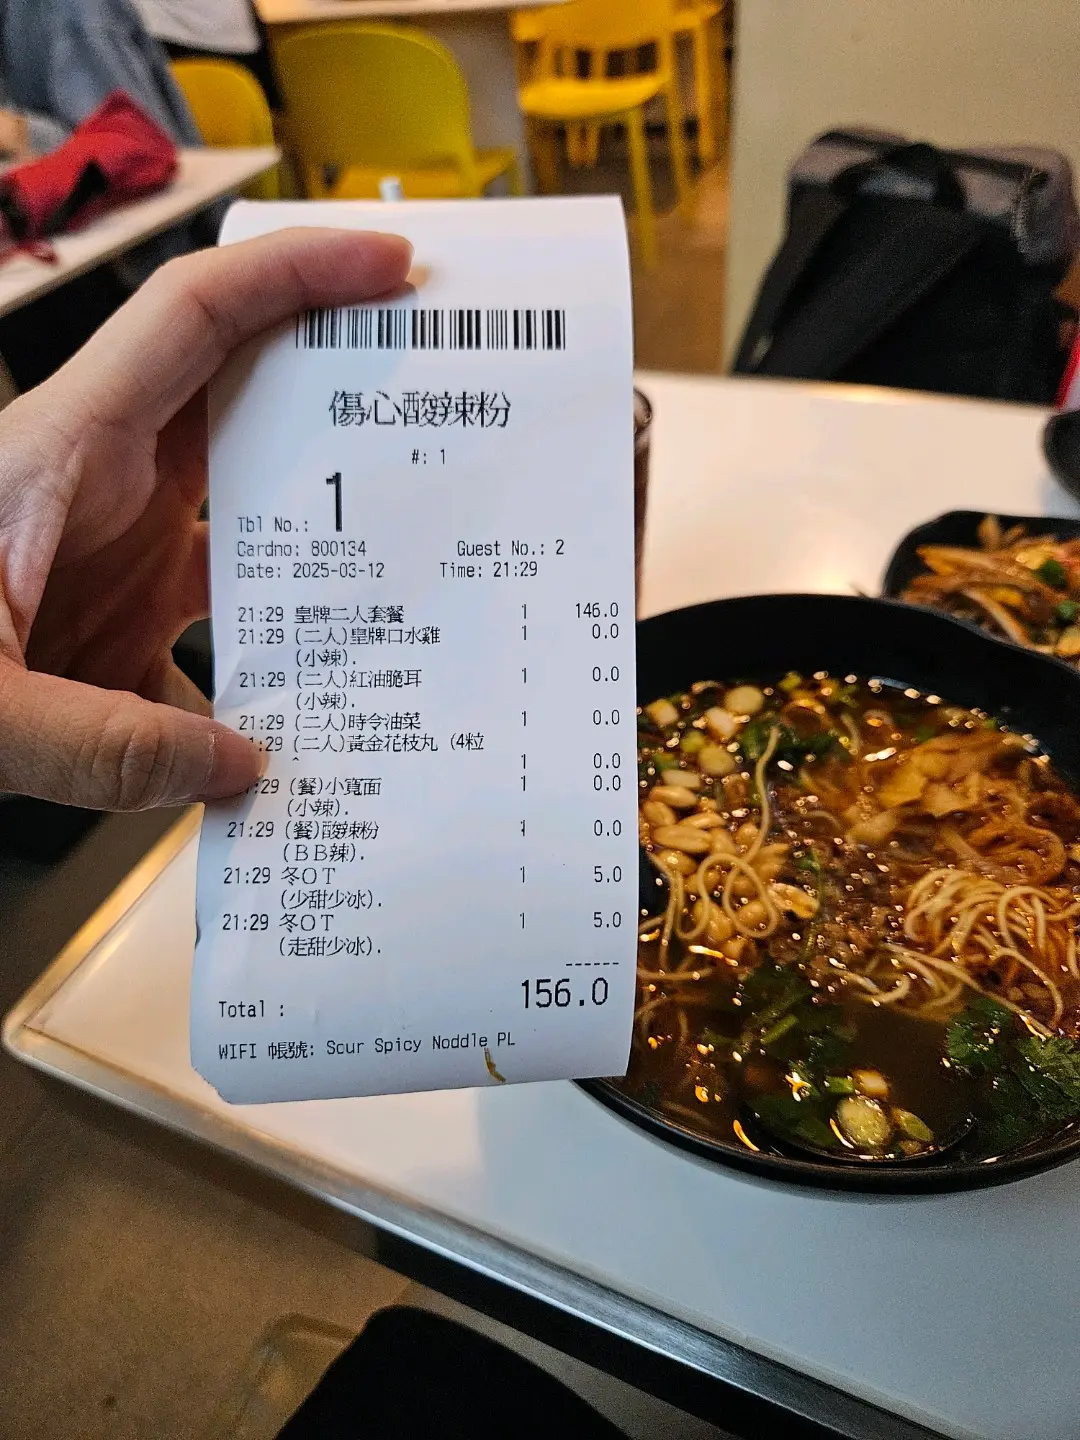 傷心酸辣粉
#: 1
Tbl No.: 1
Cardno: 800134 Guest No.: 2
Date: 2025-03-12 Time: 21:29
21:29 皇牌二人套餐 1 146.0
21:29 (二人)皇牌口水雞 1 0.0
(小辣).
21:29 (二人)紅油脆耳 1 0.0
(小辣).
21:29 (二人)時令油菜 1 0.0
:29 (二人)黃金花枝丸 (4粒
^ 1 0.0
:29 (餐)小寬面 1 0.0
(小辣).
21:29 (餐)酸辣粉 1 0.0
(ＢＢ辣).
21:29 冬ＯＴ 1 5.0
(少甜少冰).
21:29 冬ＯＴ 1 5.0
(走甜少冰).
------
Total : 156.0
WIFI 帳號: Sour Spicy Noddle PL